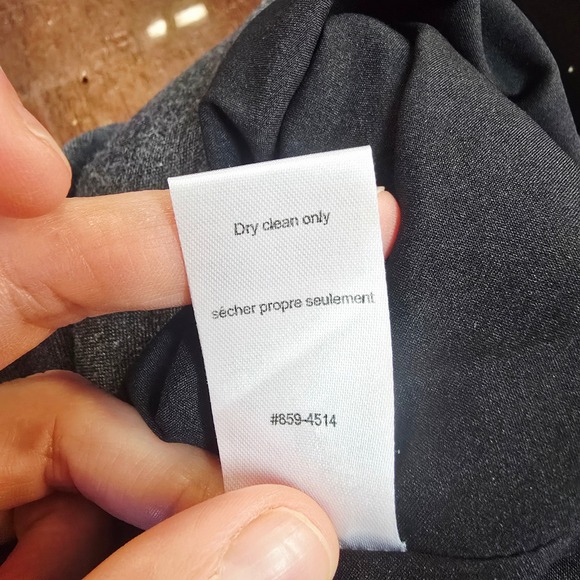 Dry clean only
sécher propre seulement
#859-4514